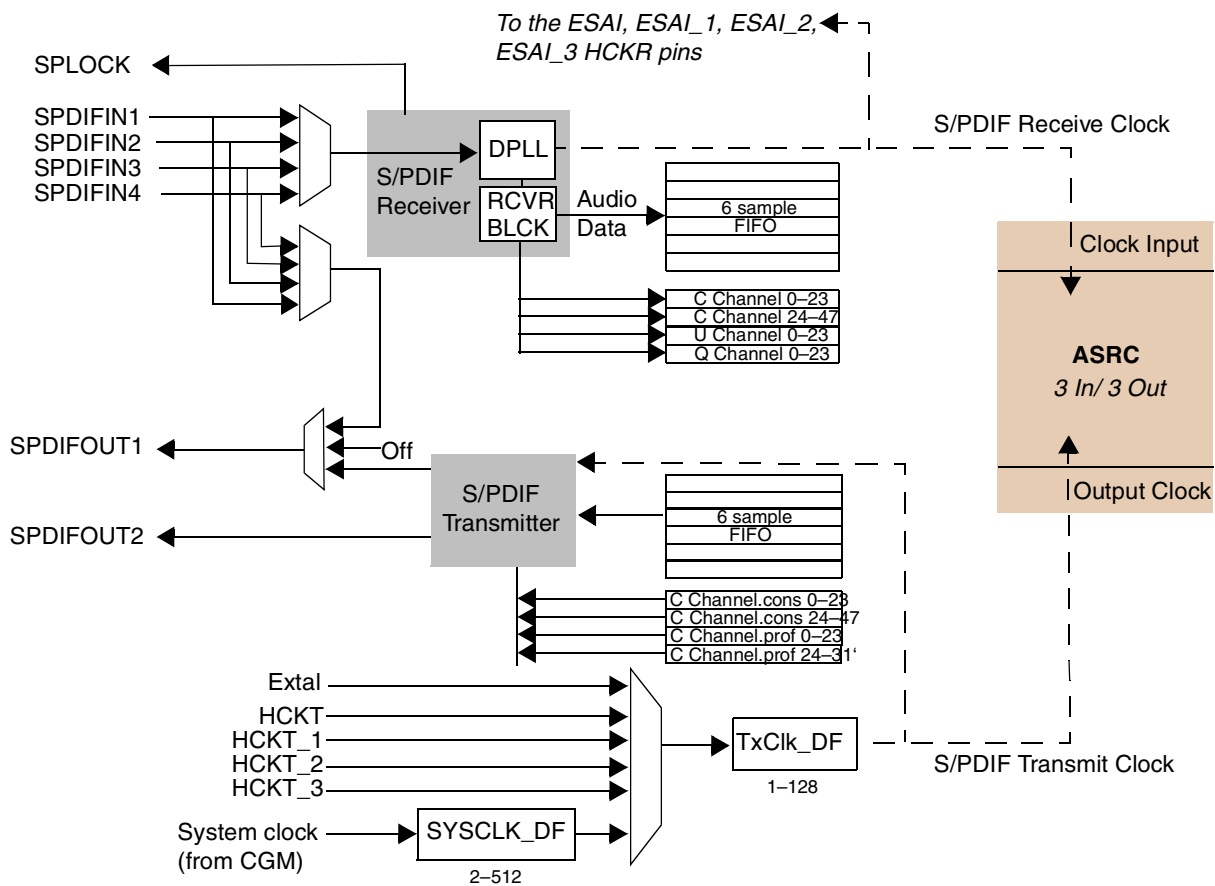 To the ESAI, ESAI_1, ESAI_2,
ESAI_3 HCKR pins
SPLOCK
SPDIFIN1
SPDIFIN2
SPDIFIN3
SPDIFIN4
S/PDIF
Receiver
DPLL
RCVR
BLCK
Audio
Data
6 sample
FIFO
C Channel 0–23
C Channel 24–47
U Channel 0–23
Q Channel 0–23
S/PDIF Receive Clock
Clock Input
ASRC
3 In/ 3 Out
Output Clock
SPDIFOUT1
Off
SPDIFOUT2
S/PDIF
Transmitter
6 sample
FIFO
C Channel.cons 0–23
C Channel.cons 24–47
C Channel.prof 0–23
C Channel.prof 24–31‘
Extal
HCKT
HCKT_1
HCKT_2
HCKT_3
System clock
(from CGM)
SYSCLK_DF
2–512
TxClk_DF
1–128
S/PDIF Transmit Clock